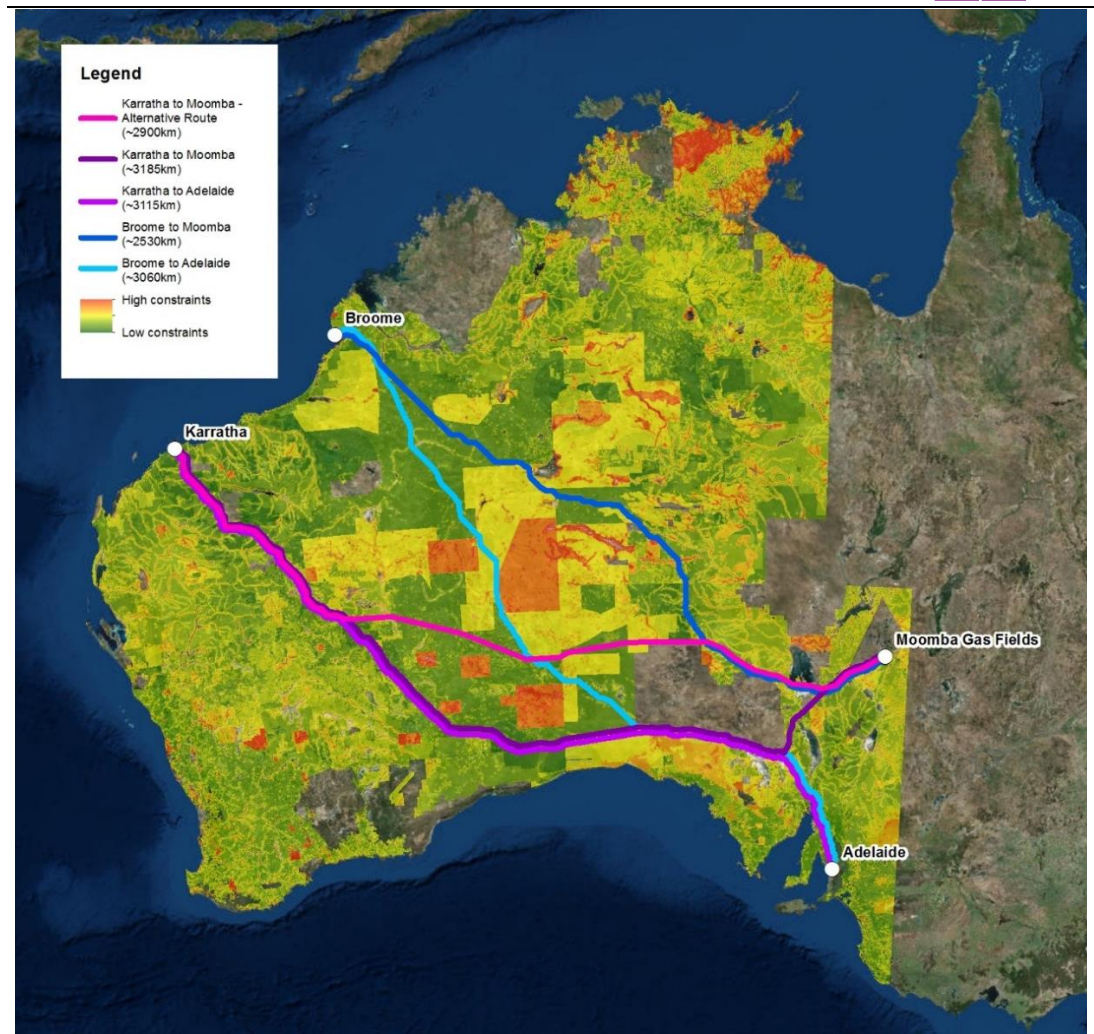 Legend
Karratha to Moomba -
Alternative Route
(~2900km)
Karratha to Moomba
(~3185km)
Karratha to Adelaide
(~3115km)
Broome to Moomba
(~2530km)
Broome to Adelaide
(~3060km)
High constraints
Low constraints
Broome
Karratha
Moomba Gas Fields
Adelaide